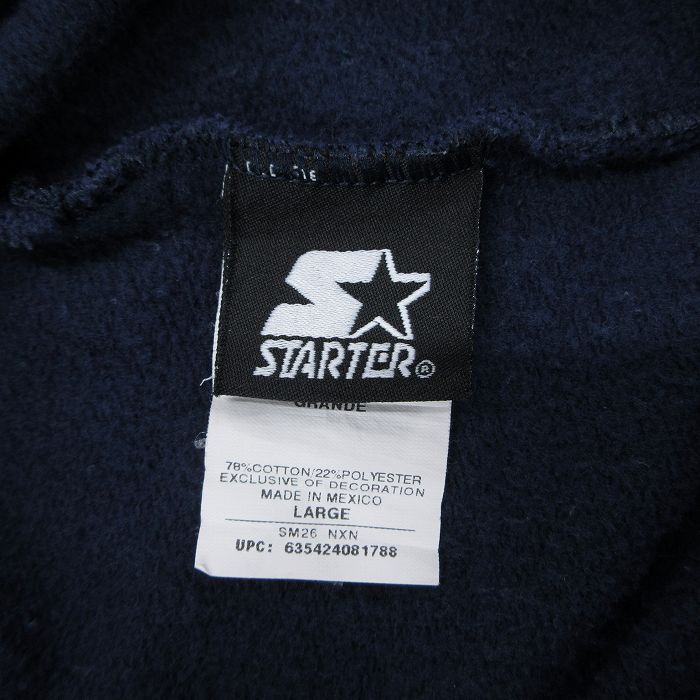 STARTER®
GRANDE
78%COTTON/22%POLYESTER
EXCLUSIVE OF DECORATION
MADE IN MEXICO
LARGE
SM26 NXN
UPC: 635424081788